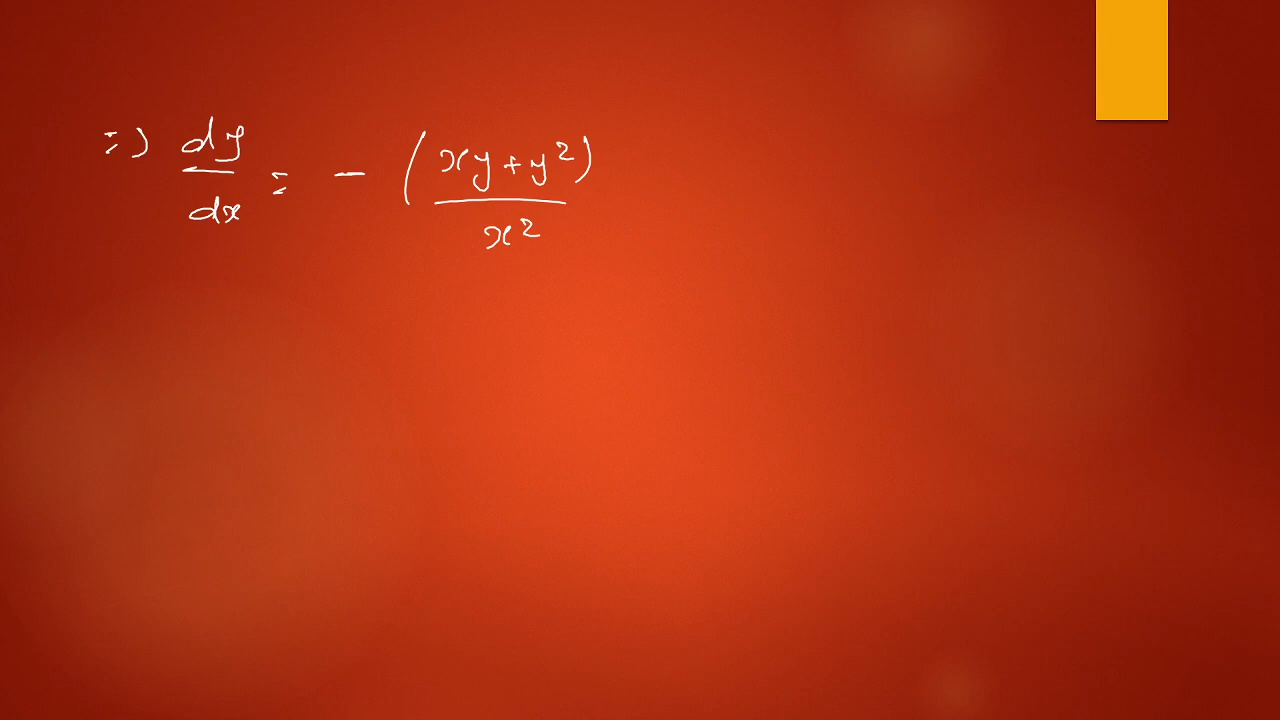 => dy/dx = - (xy + y²)/x²